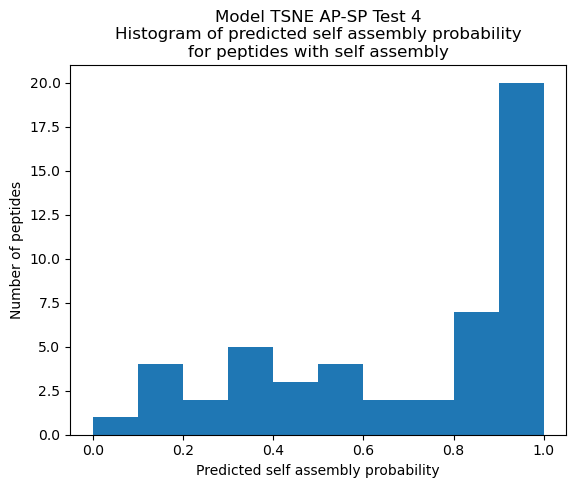 Model TSNE AP-SP Test 4
Histogram of predicted self assembly probability
for peptides with self assembly
20.0
17.5
15.0
12.5
10.0
7.5
5.0
2.5
0.0
Number of peptides
0.0 0.2 0.4 0.6 0.8 1.0
Predicted self assembly probability